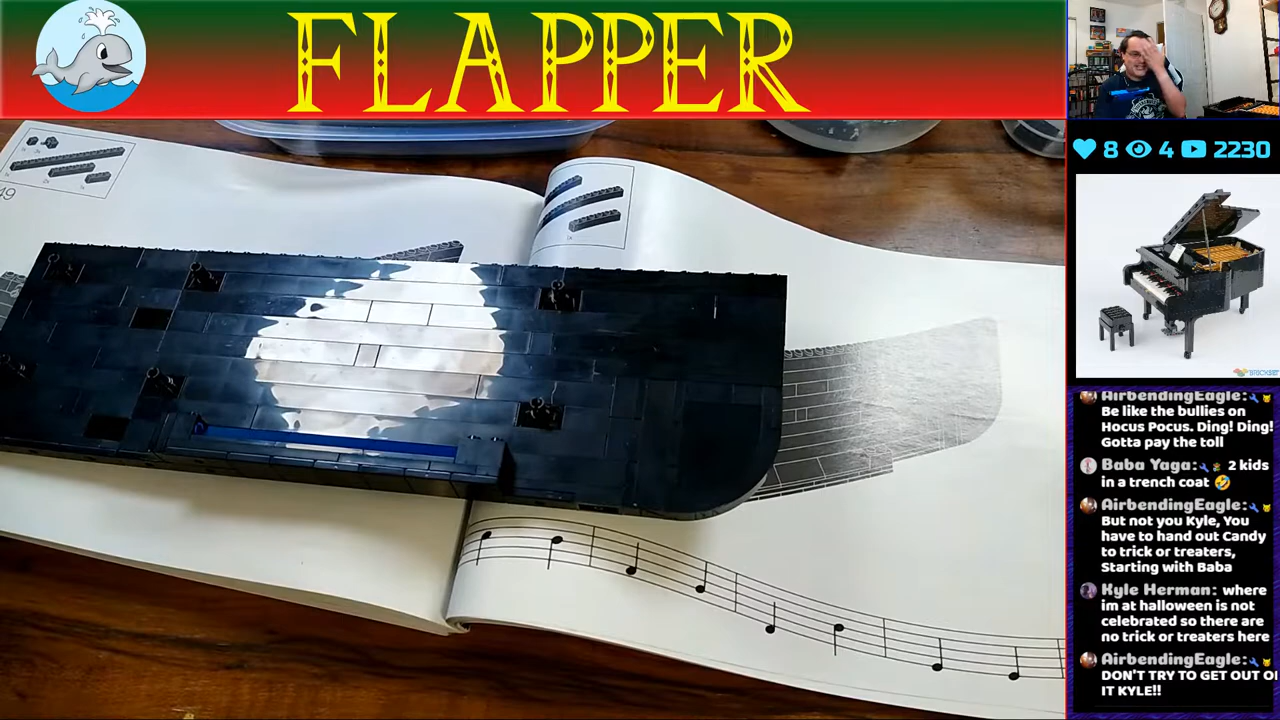 FLAPPER
8 4 2230
49
BRICKSET
AirbendingEagle:
Be like the bullies on
Hocus Pocus. Ding! Ding!
Gotta pay the toll
Baba Yaga: 2 kids
in a trench coat 🤣
AirbendingEagle:
But not you Kyle, You
have to hand out Candy
to trick or treaters,
Starting with Baba
Kyle Herman: where
im at halloween is not
celebrated so there are
no trick or treaters here
AirbendingEagle:
DON'T TRY TO GET OUT OF
IT KYLE!!